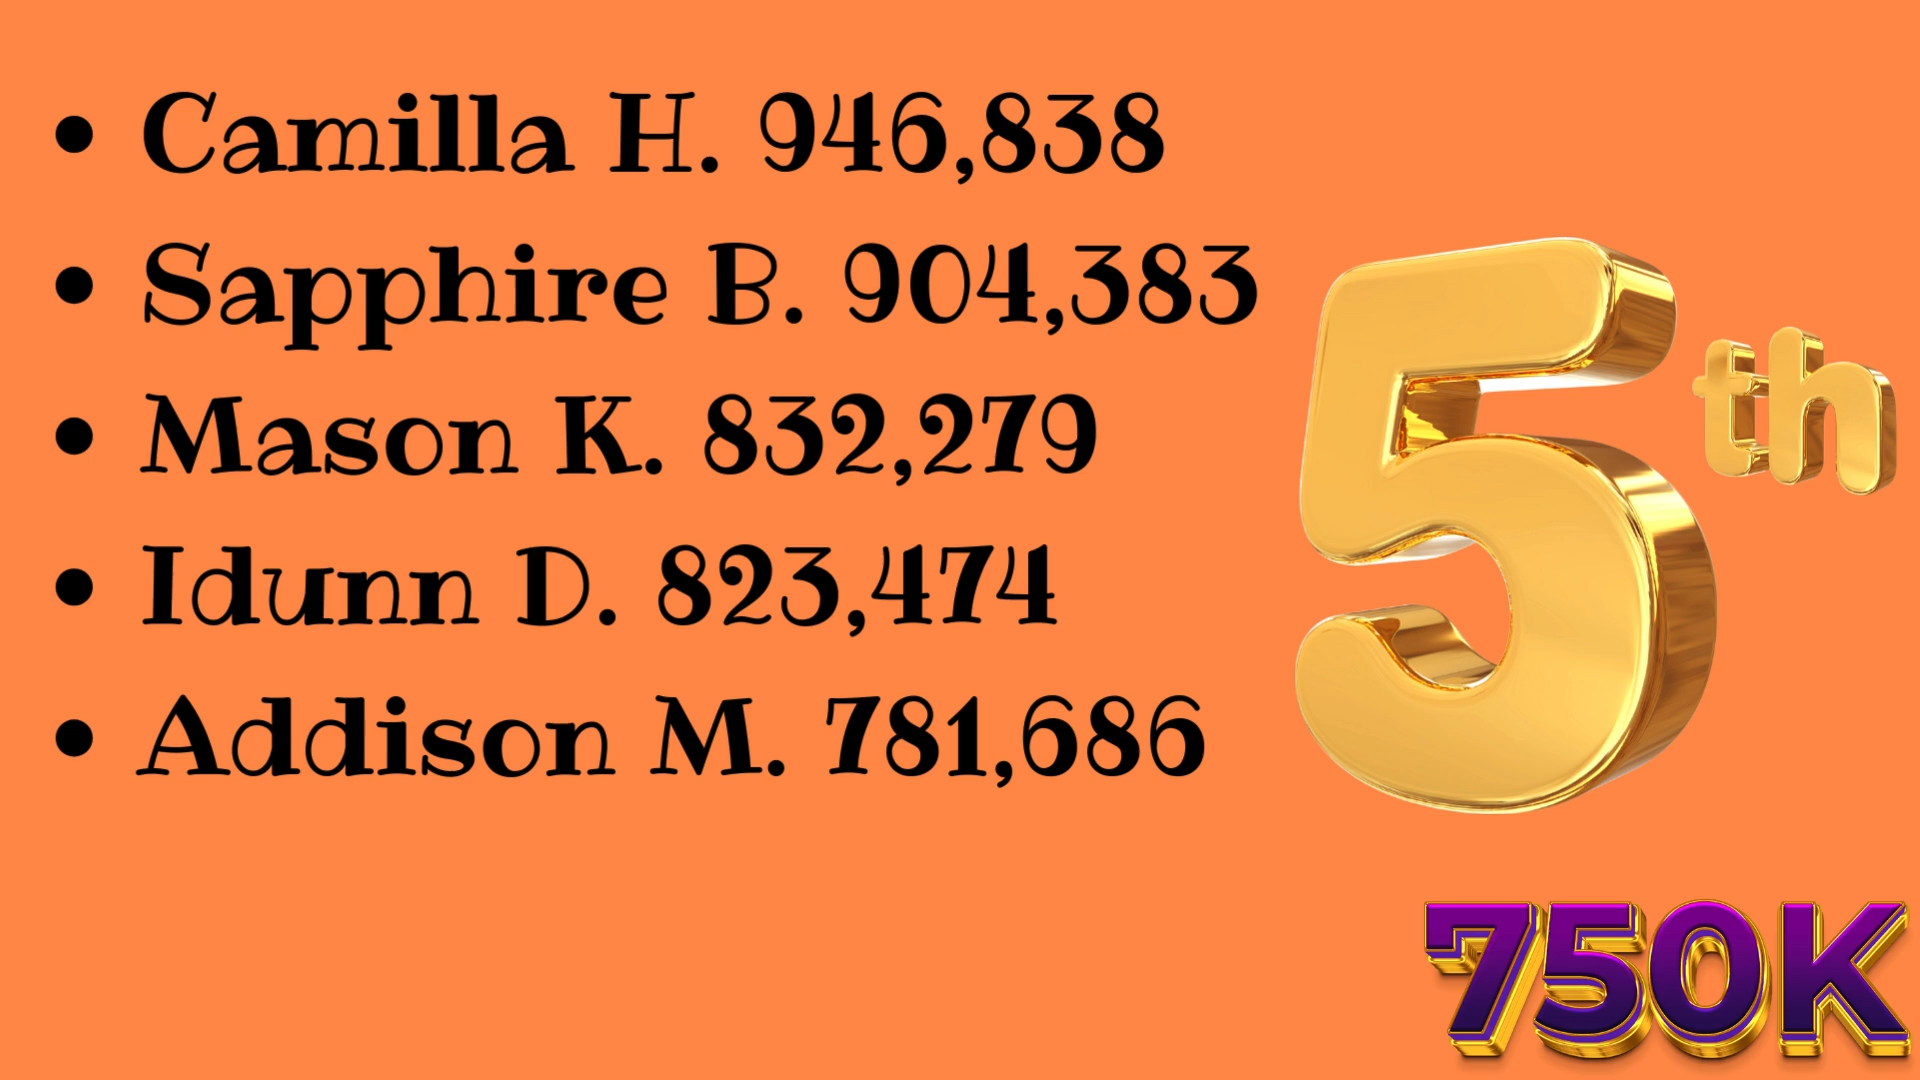 • Camilla H. 946,838
• Sapphire B. 904,383
• Mason K. 832,279
• Idunn D. 823,474
• Addison M. 781,686
5th
750K